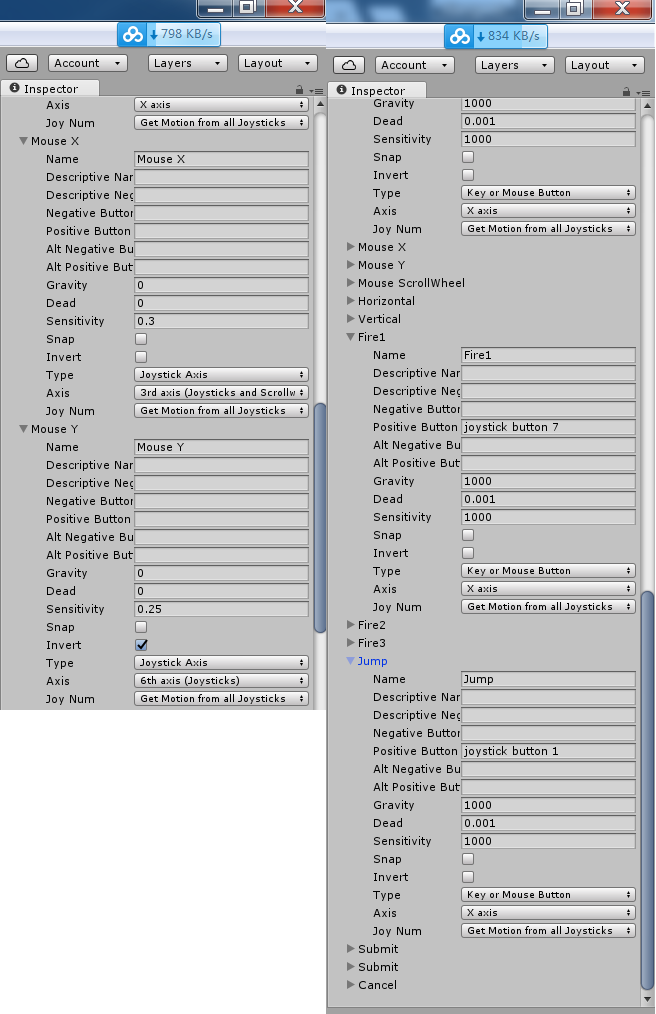 798 KB/s
Account
Layers
Layout
Inspector
Axis X axis
Joy Num Get Motion from all Joysticks
Mouse X
Name Mouse X
Descriptive Nar
Descriptive Neg
Negative Button
Positive Button
Alt Negative Bu
Alt Positive But
Gravity 0
Dead 0
Sensitivity 0.3
Snap
Invert
Type Joystick Axis
Axis 3rd axis (Joysticks and Scrollw
Joy Num Get Motion from all Joysticks
Mouse Y
Name Mouse Y
Descriptive Nar
Descriptive Neg
Negative Button
Positive Button
Alt Negative Bu
Alt Positive But
Gravity 0
Dead 0
Sensitivity 0.25
Snap
Invert
Type Joystick Axis
Axis 6th axis (Joysticks)
Joy Num Get Motion from all Joysticks
834 KB/s
Account
Layers
Layout
Inspector
Gravity 1000
Dead 0.001
Sensitivity 1000
Snap
Invert
Type Key or Mouse Button
Axis X axis
Joy Num Get Motion from all Joysticks
Mouse X
Mouse Y
Mouse ScrollWheel
Horizontal
Vertical
Fire1
Name Fire1
Descriptive Nar
Descriptive Neg
Negative Button
Positive Button joystick button 7
Alt Negative Bu
Alt Positive But
Gravity 1000
Dead 0.001
Sensitivity 1000
Snap
Invert
Type Key or Mouse Button
Axis X axis
Joy Num Get Motion from all Joysticks
Fire2
Fire3
Jump
Name Jump
Descriptive Nar
Descriptive Neg
Negative Button
Positive Button joystick button 1
Alt Negative Bu
Alt Positive But
Gravity 1000
Dead 0.001
Sensitivity 1000
Snap
Invert
Type Key or Mouse Button
Axis X axis
Joy Num Get Motion from all Joysticks
Submit
Submit
Cancel